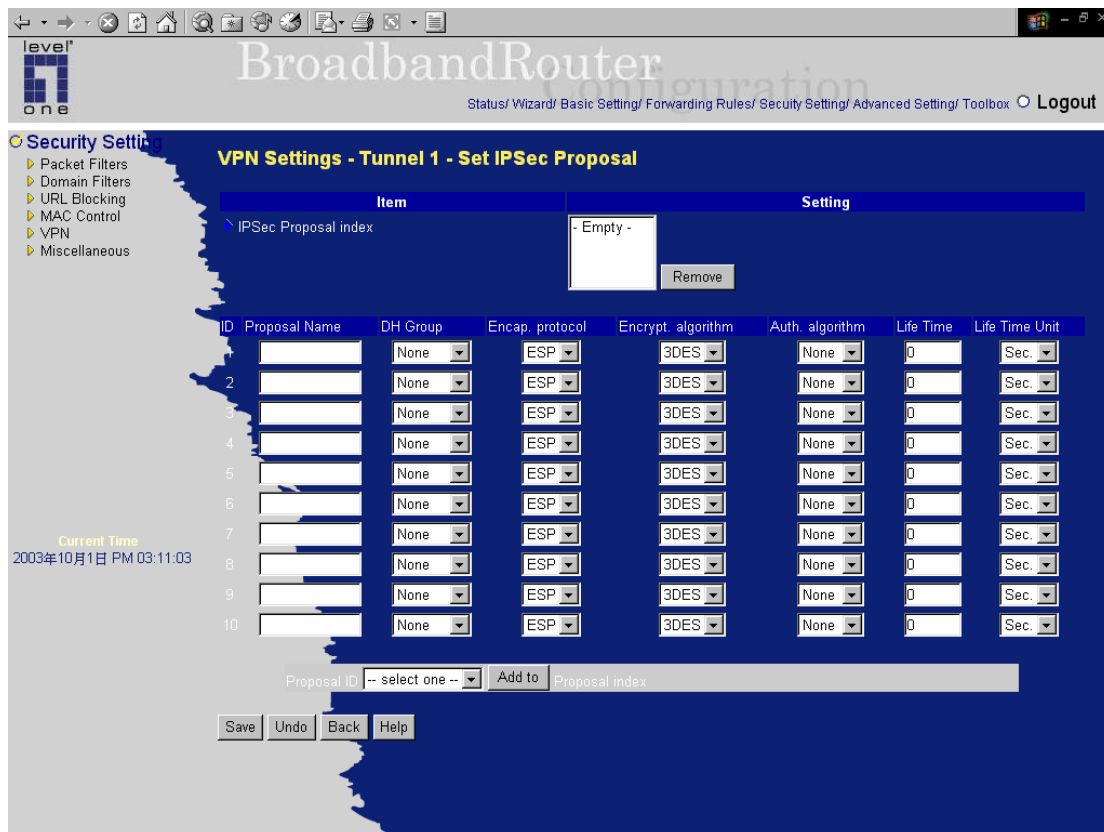 level
one
BroadbandRouter
Configuration
Status/ Wizard/ Basic Setting/ Forwarding Rules/ Secuity Setting/ Advanced Setting/ Toolbox Logout
Security Setting
Packet Filters
Domain Filters
URL Blocking
MAC Control
VPN
Miscellaneous
Current Time
2003年10月1日 PM 03:11:03
VPN Settings - Tunnel 1 - Set IPSec Proposal
Item Setting
IPSec Proposal index - Empty - Remove
ID Proposal Name DH Group Encap. protocol Encrypt. algorithm Auth. algorithm Life Time Life Time Unit
1 None ESP 3DES None 0 Sec.
2 None ESP 3DES None 0 Sec.
3 None ESP 3DES None 0 Sec.
4 None ESP 3DES None 0 Sec.
5 None ESP 3DES None 0 Sec.
6 None ESP 3DES None 0 Sec.
7 None ESP 3DES None 0 Sec.
8 None ESP 3DES None 0 Sec.
9 None ESP 3DES None 0 Sec.
10 None ESP 3DES None 0 Sec.
Proposal ID -- select one -- Add to Proposal index
Save Undo Back Help